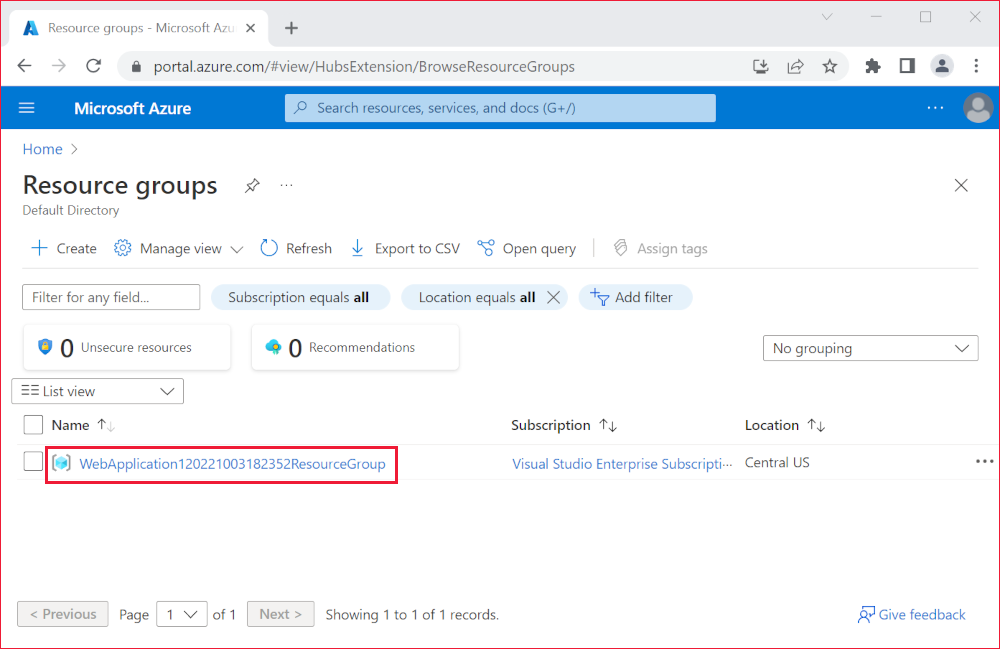 Resource groups - Microsoft Azu
portal.azure.com/#view/HubsExtension/BrowseResourceGroups
Microsoft Azure
Search resources, services, and docs (G+/)
Home
Resource groups
Default Directory
Create Manage view Refresh Export to CSV Open query Assign tags
Filter for any field... Subscription equals all Location equals all Add filter
0 Unsecure resources 0 Recommendations No grouping
List view
Name Subscription Location
WebApplication120221003182352ResourceGroup Visual Studio Enterprise Subscripti... Central US
< Previous Page 1 of 1 Next > Showing 1 to 1 of 1 records. Give feedback